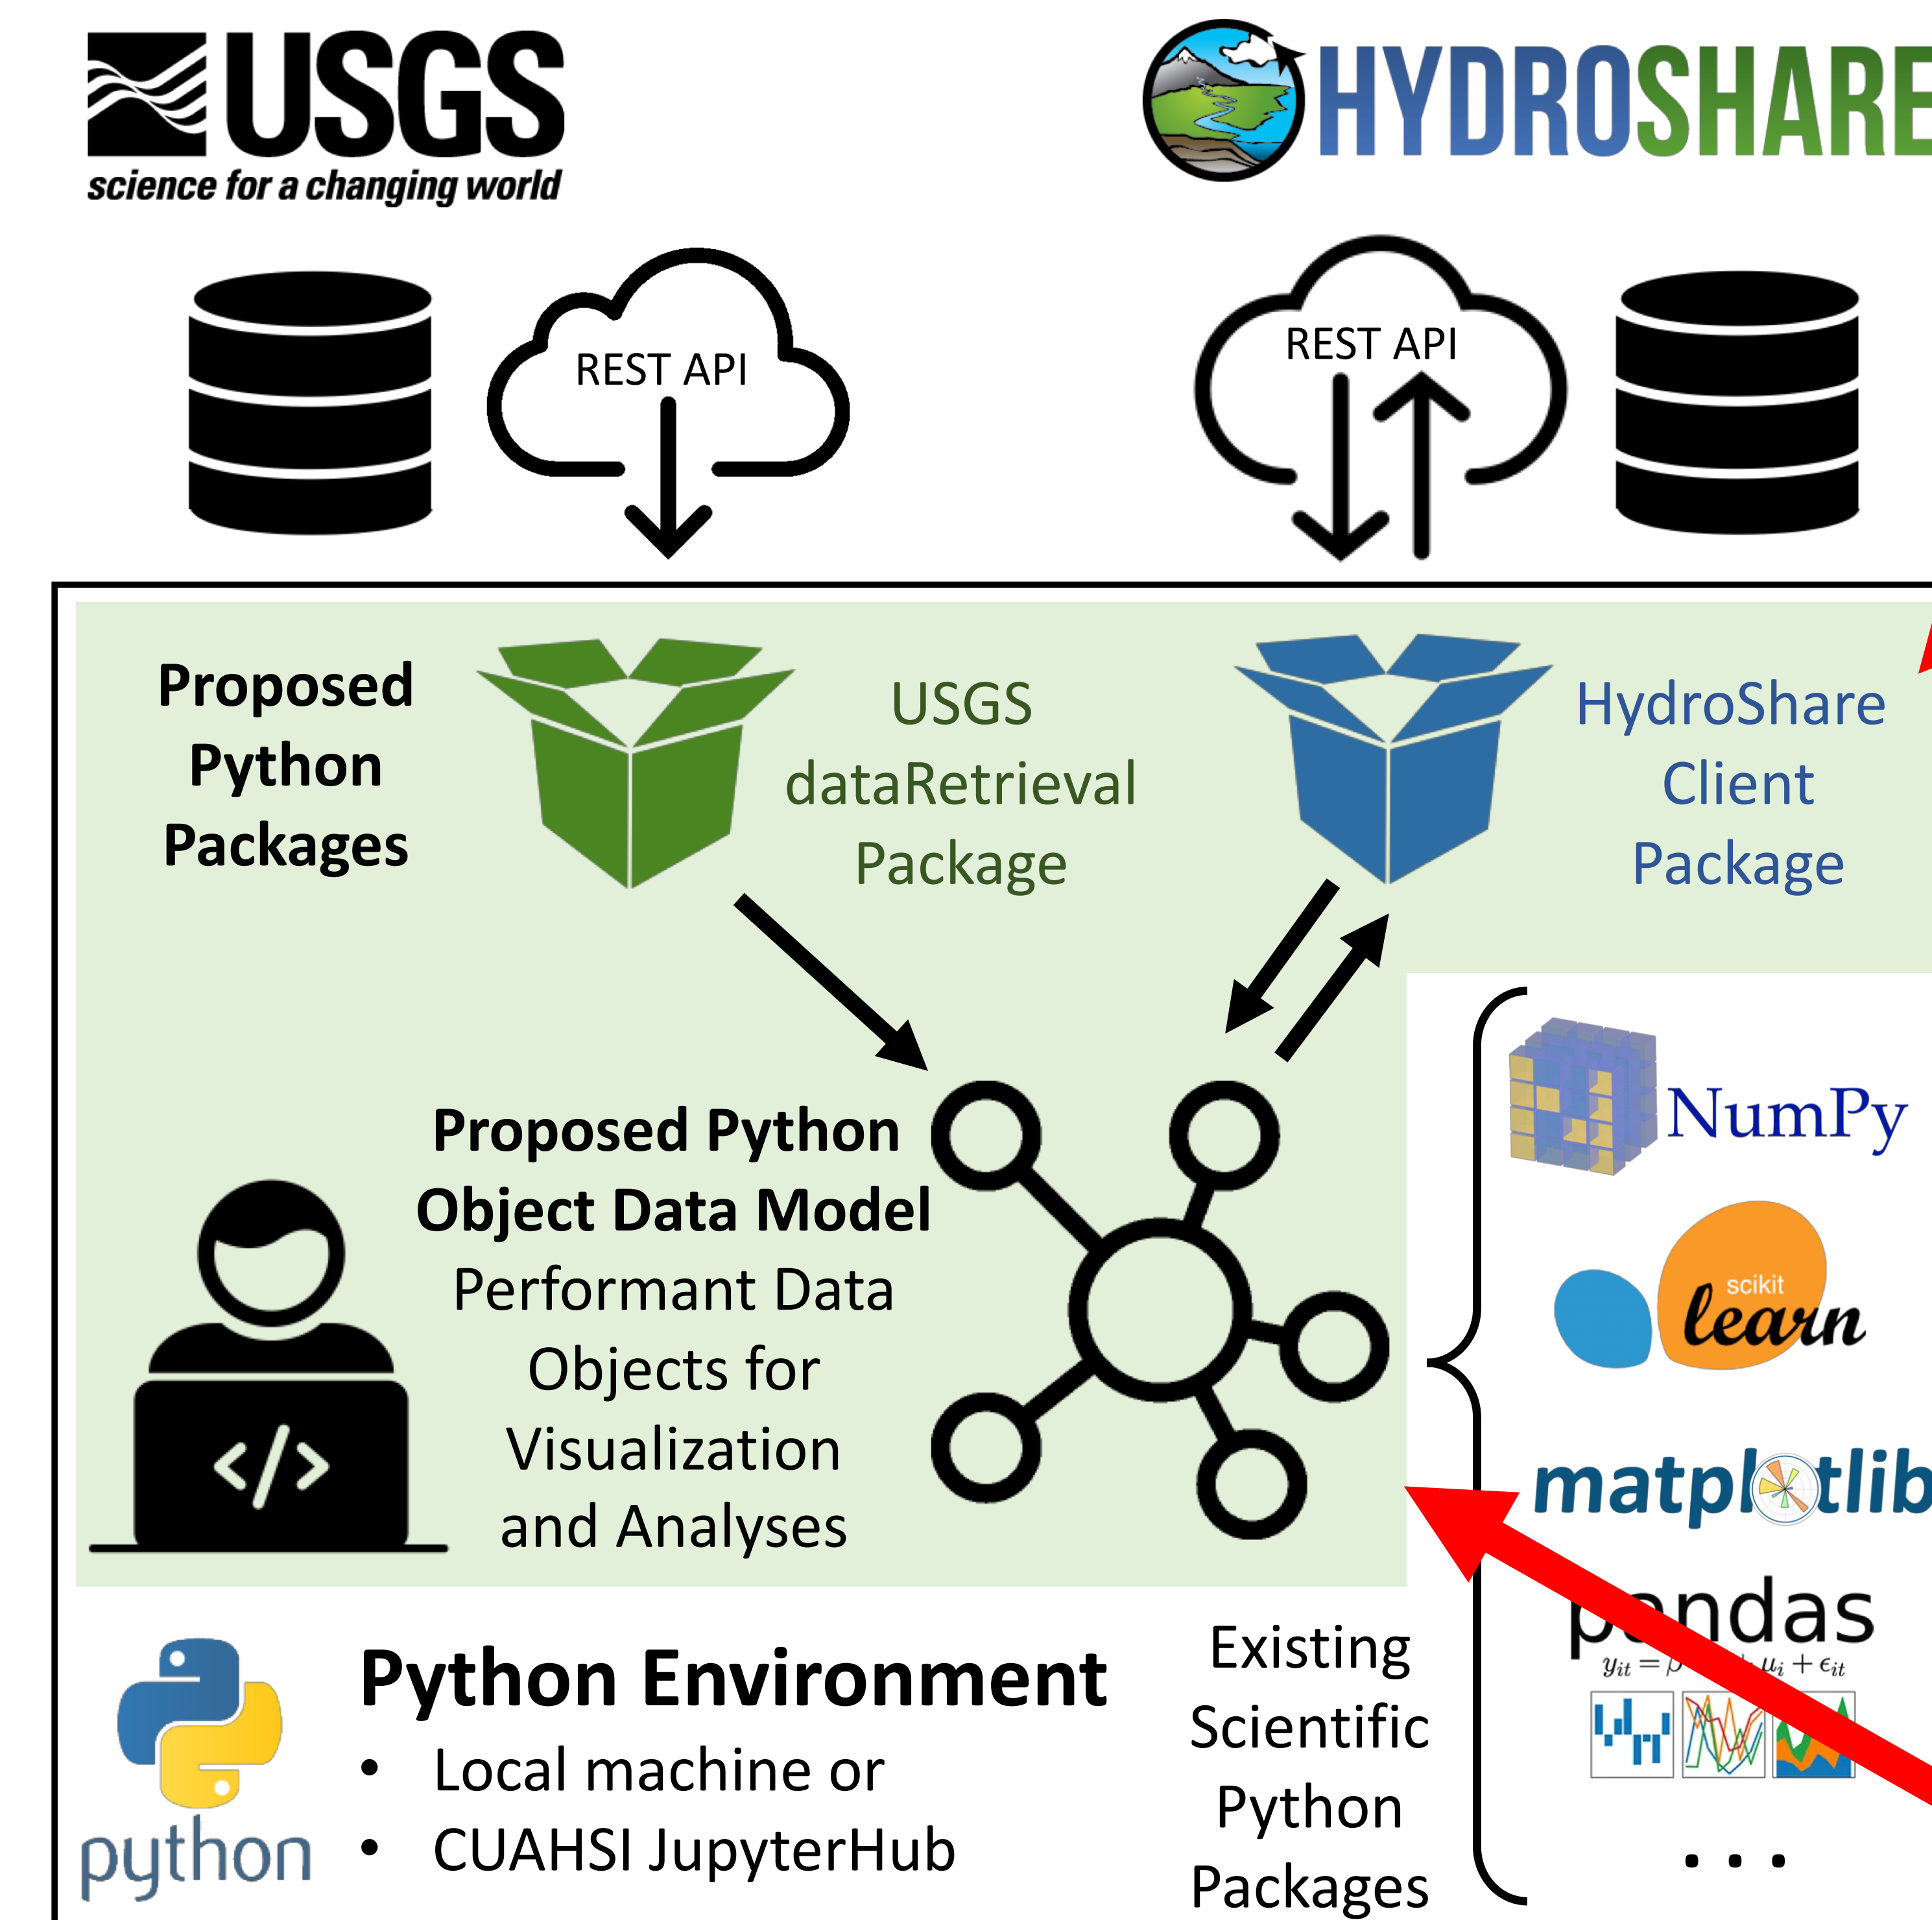 USGS
science for a changing world
HYDROSHARE
REST API
REST API
Proposed
Python
Packages
USGS
dataRetrieval
Package
HydroShare
Client
Package
Proposed Python
Object Data Model
Performant Data
Objects for
Visualization
and Analyses
</>
NumPy
scikit
learn
matplotlib
pandas
python
Python Environment
• Local machine or
• CUAHSI JupyterHub
Existing
Scientific
Python
Packages
...